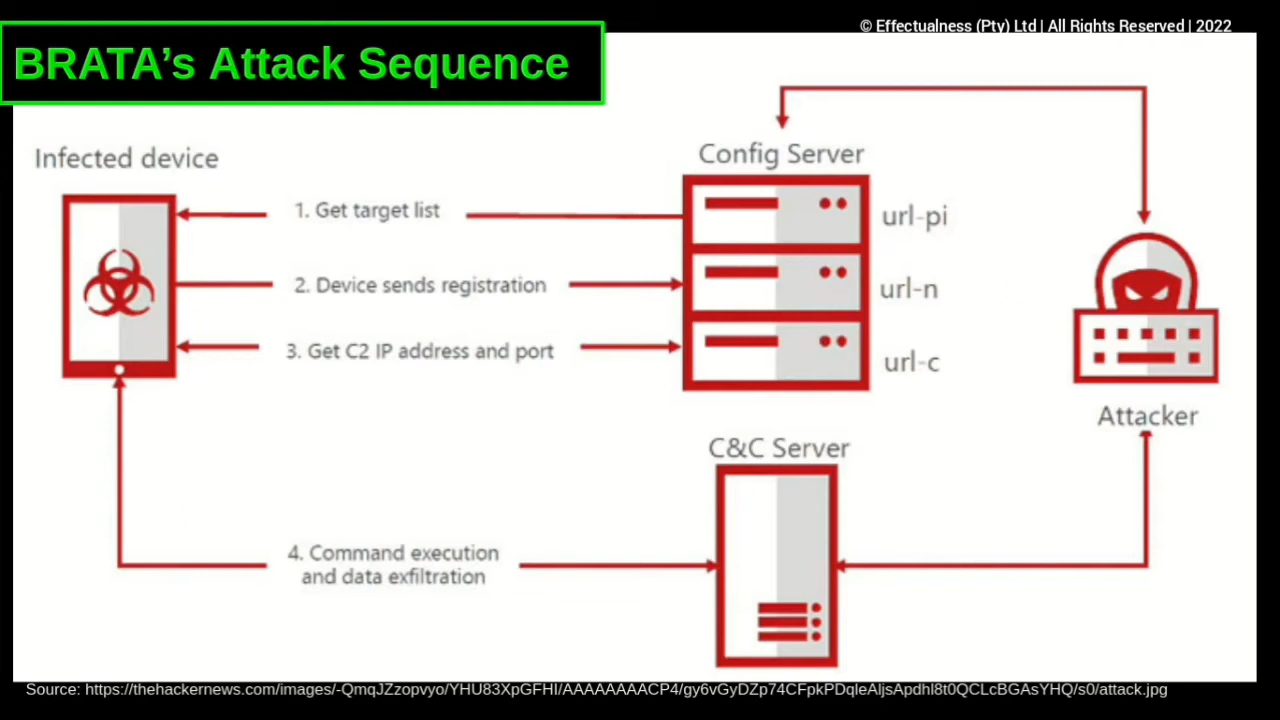 © Effectualness (Pty) Ltd | All Rights Reserved | 2022
BRATA’s Attack Sequence
Infected device
Config Server
1. Get target list
url-pi
2. Device sends registration
url-n
3. Get C2 IP address and port
url-c
Attacker
C&C Server
4. Command execution
and data exfiltration
Source: https://thehackernews.com/images/-QmqJZzopvyo/YHU83XpGFHI/AAAAAAAACP4/gy6vGyDZp74CFpkPDqleAljsApdhl8t0QCLcBGAsYHQ/s0/attack.jpg